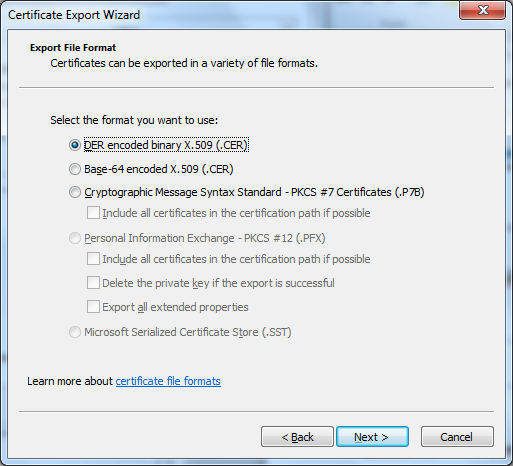 Certificate Export Wizard
Export File Format
Certificates can be exported in a variety of file formats.
Select the format you want to use:
DER encoded binary X.509 (.CER)
Base-64 encoded X.509 (.CER)
Cryptographic Message Syntax Standard - PKCS #7 Certificates (.P7B)
Include all certificates in the certification path if possible
Personal Information Exchange - PKCS #12 (.PFX)
Include all certificates in the certification path if possible
Delete the private key if the export is successful
Export all extended properties
Microsoft Serialized Certificate Store (.SST)
Learn more about certificate file formats
< Back Next > Cancel